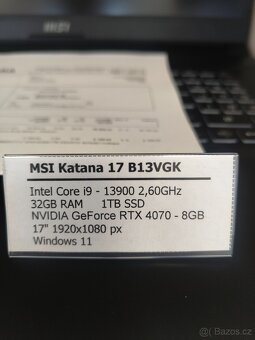 msi
MSI Katana 17 B13VGK
Intel Core i9 - 13900 2,60GHz
32GB RAM 1TB SSD
NVIDIA GeForce RTX 4070 - 8GB
17" 1920x1080 px
Windows 11
Bazoš.cz